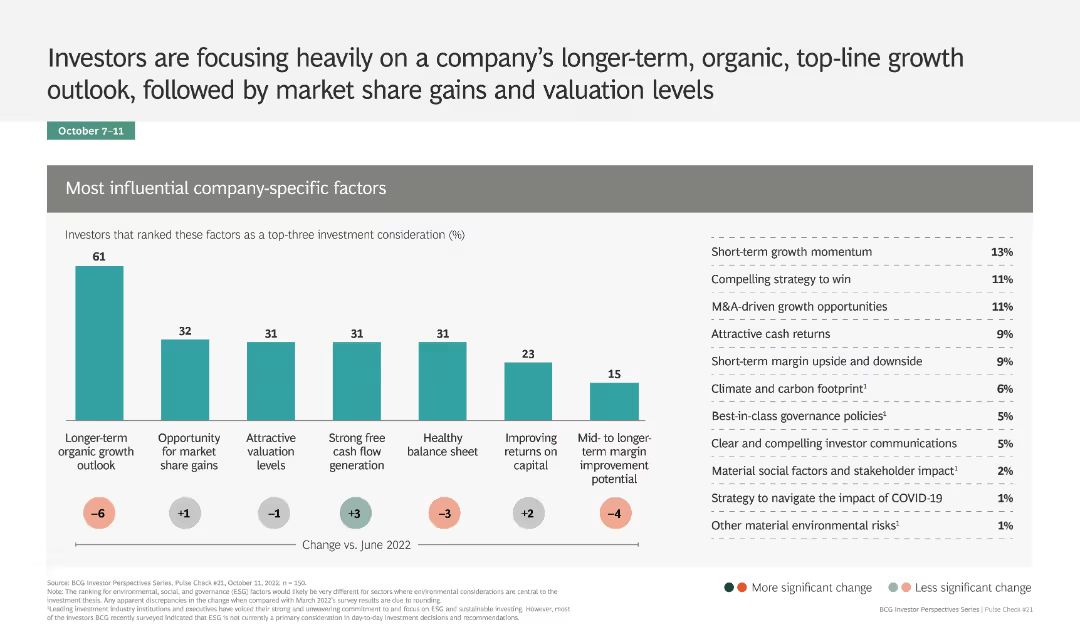 Investors are focusing heavily on a company's longer-term, organic, top-line growth
outlook, followed by market share gains and valuation levels
October 7–11
Most influential company-specific factors
Investors that ranked these factors as a top-three investment consideration (%)
61
32
31
31
31
23
15
Longer-term
organic growth
outlook
Opportunity
for market
share gains
Attractive
valuation
levels
Strong free
cash flow
generation
Healthy
balance sheet
Improving
returns on
capital
Mid- to longer-
term margin
improvement
potential
–6
+1
–1
+3
–3
+2
–4
Change vs. June 2022
Short-term growth momentum 13%
Compelling strategy to win 11%
M&A-driven growth opportunities 11%
Attractive cash returns 9%
Short-term margin upside and downside 9%
Climate and carbon footprint¹ 6%
Best-in-class governance policies¹ 5%
Clear and compelling investor communications 5%
Material social factors and stakeholder impact¹ 2%
Strategy to navigate the impact of COVID-19 1%
Other material environmental risks¹ 1%
More significant change
Less significant change
Source: BCG Investor Perspectives Series, Pulse Check #21, October 11, 2022, n = 150.
Note: The ranking for environmental, social, and governance (ESG) factors would likely be very different for sectors where environmental considerations are central to the
investment thesis. Any apparent discrepancies in the change when compared with March 2022's survey results are due to rounding.
¹Leading investment industry institutions and executives have voiced their strong and unwavering commitment to and focus on ESG and sustainable investing. However, most
of the investors BCG recently surveyed indicated that ESG is not currently a primary consideration in day-to-day investment decisions and recommendations.
BCG Investor Perspectives Series | Pulse Check #21